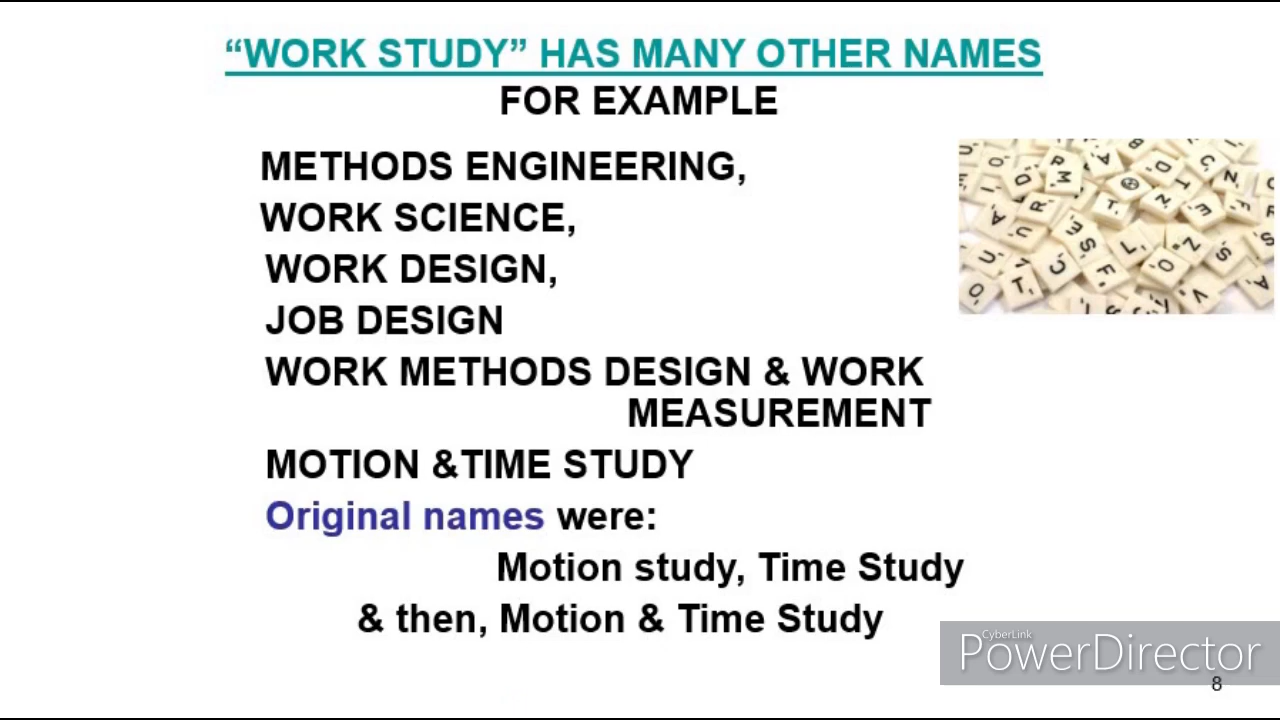 “WORK STUDY” HAS MANY OTHER NAMES
FOR EXAMPLE
METHODS ENGINEERING,
WORK SCIENCE,
WORK DESIGN,
JOB DESIGN
WORK METHODS DESIGN & WORK
MEASUREMENT
MOTION &TIME STUDY
Original names were:
Motion study, Time Study
& then, Motion & Time Study
CyberLink
PowerDirector
8